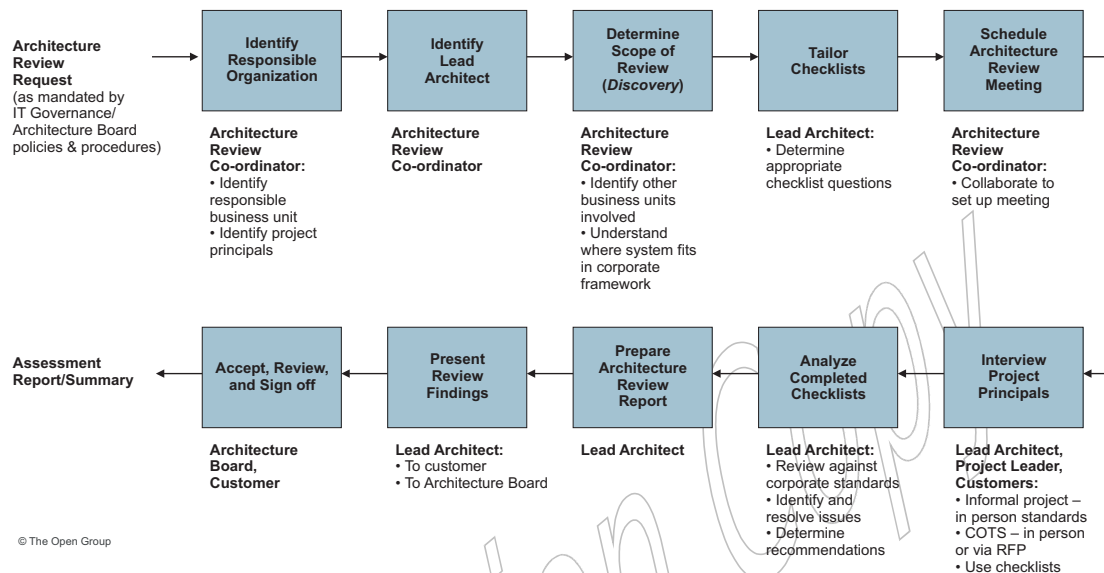 Architecture
Review
Request
(as mandated by
IT Governance/
Architecture Board
policies & procedures)
Identify
Responsible
Organization
Identify
Lead
Architect
Determine
Scope of
Review
(Discovery)
Tailor
Checklists
Schedule
Architecture
Review
Meeting
Architecture
Review
Co-ordinator:
• Identify
responsible
business unit
• Identify project
principals
Architecture
Review
Co-ordinator
Architecture
Review
Co-ordinator:
• Identify other
business units
involved
• Understand
where system fits
in corporate
framework
Lead Architect:
• Determine
appropriate
checklist questions
Architecture
Review
Co-ordinator:
• Collaborate to
set up meeting
Interview
Project
Principals
Analyze
Completed
Checklists
Prepare
Architecture
Review
Report
Present
Review
Findings
Accept, Review,
and Sign off
Assessment
Report/Summary
Lead Architect,
Project Leader,
Customers:
• Informal project –
in person standards
• COTS – in person
or via RFP
• Use checklists
Lead Architect:
• Review against
corporate standards
• Identify and
resolve issues
• Determine
recommendations
Lead Architect
Lead Architect:
• To customer
• To Architecture Board
Architecture
Board,
Customer
© The Open Group
Copy